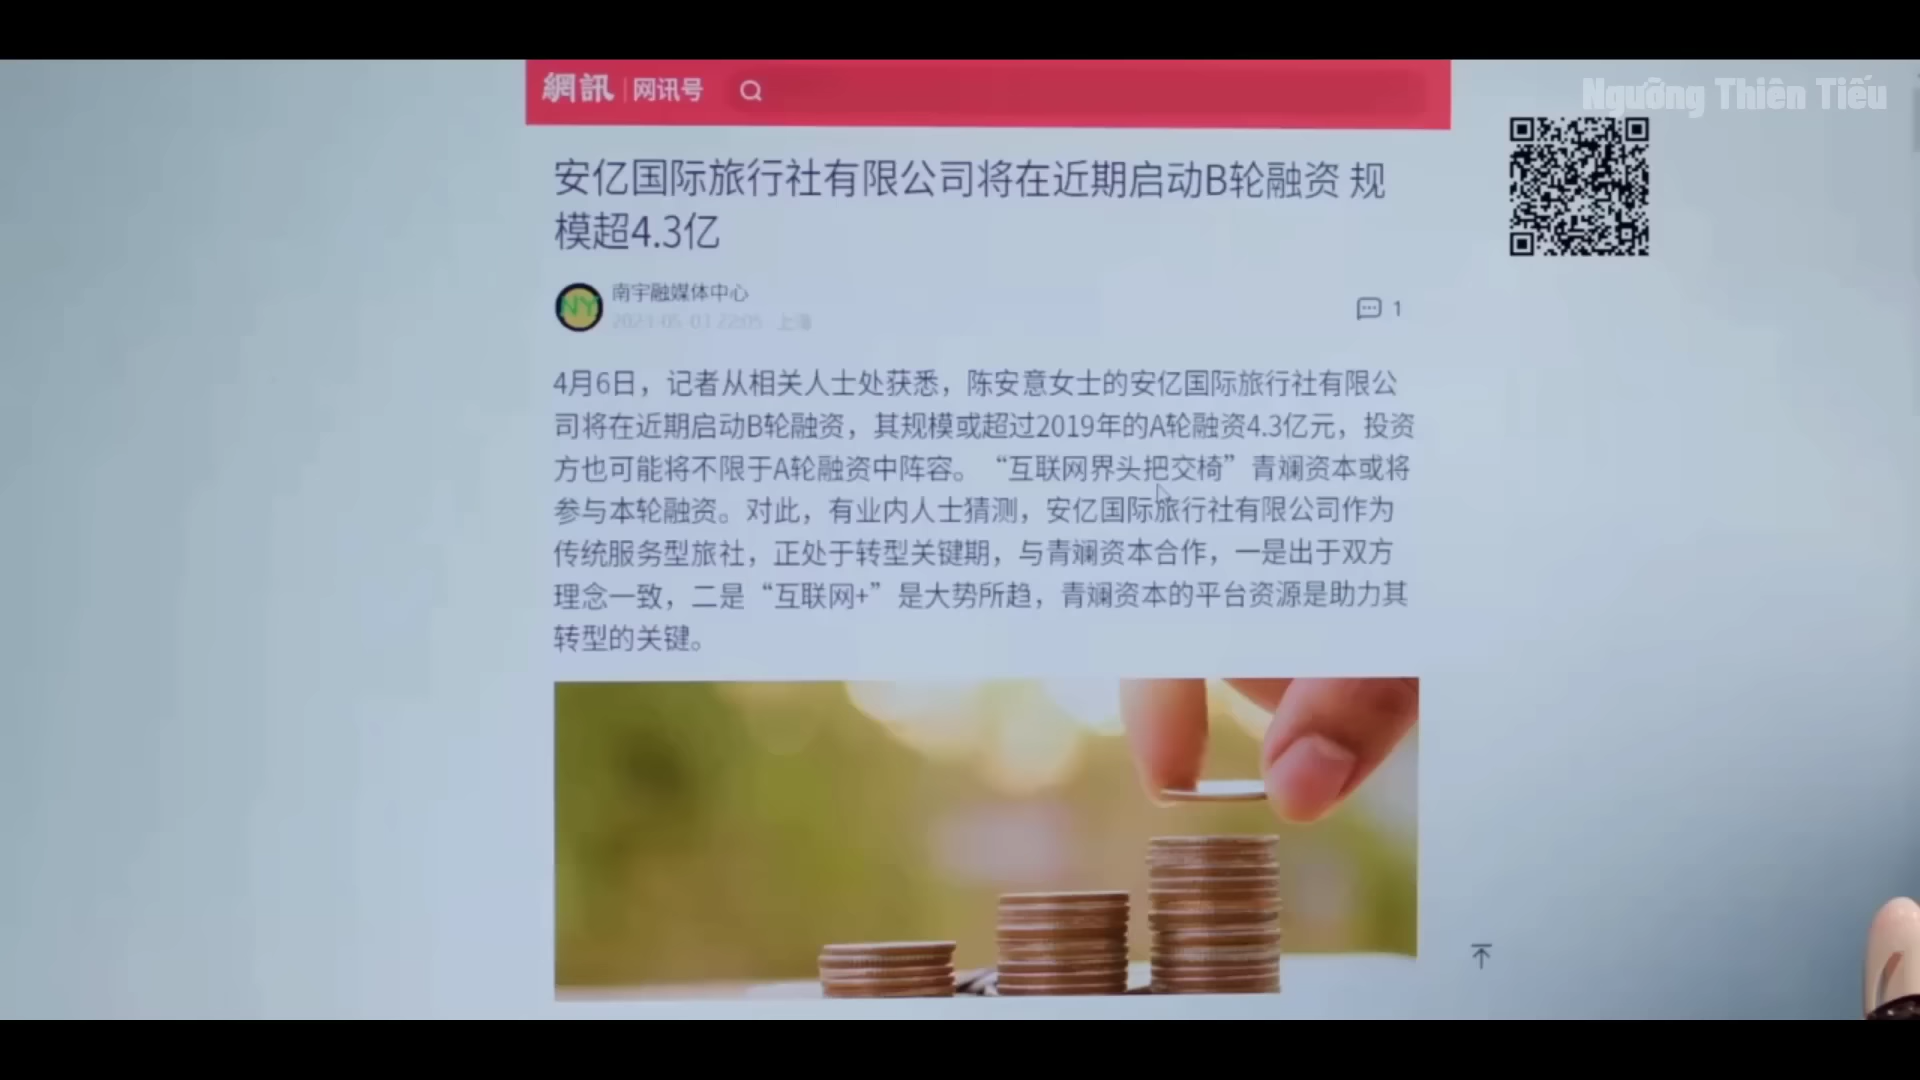 Ngưỡng Thiên Tiếu
網訊 | 网讯号
安亿国际旅行社有限公司将在近期启动B轮融资 规
模超4.3亿
NY
南宇融媒体中心
1
4月6日，记者从相关人士处获悉，陈安意女士的安亿国际旅行社有限公
司将在近期启动B轮融资，其规模或超过2019年的A轮融资4.3亿元，投资
方也可能将不限于A轮融资中阵容。“互联网界头把交椅”青斓资本或将
参与本轮融资。对此，有业内人士猜测，安亿国际旅行社有限公司作为
传统服务型旅社，正处于转型关键期，与青斓资本合作，一是出于双方
理念一致，二是“互联网+”是大势所趋，青斓资本的平台资源是助力其
转型的关键。